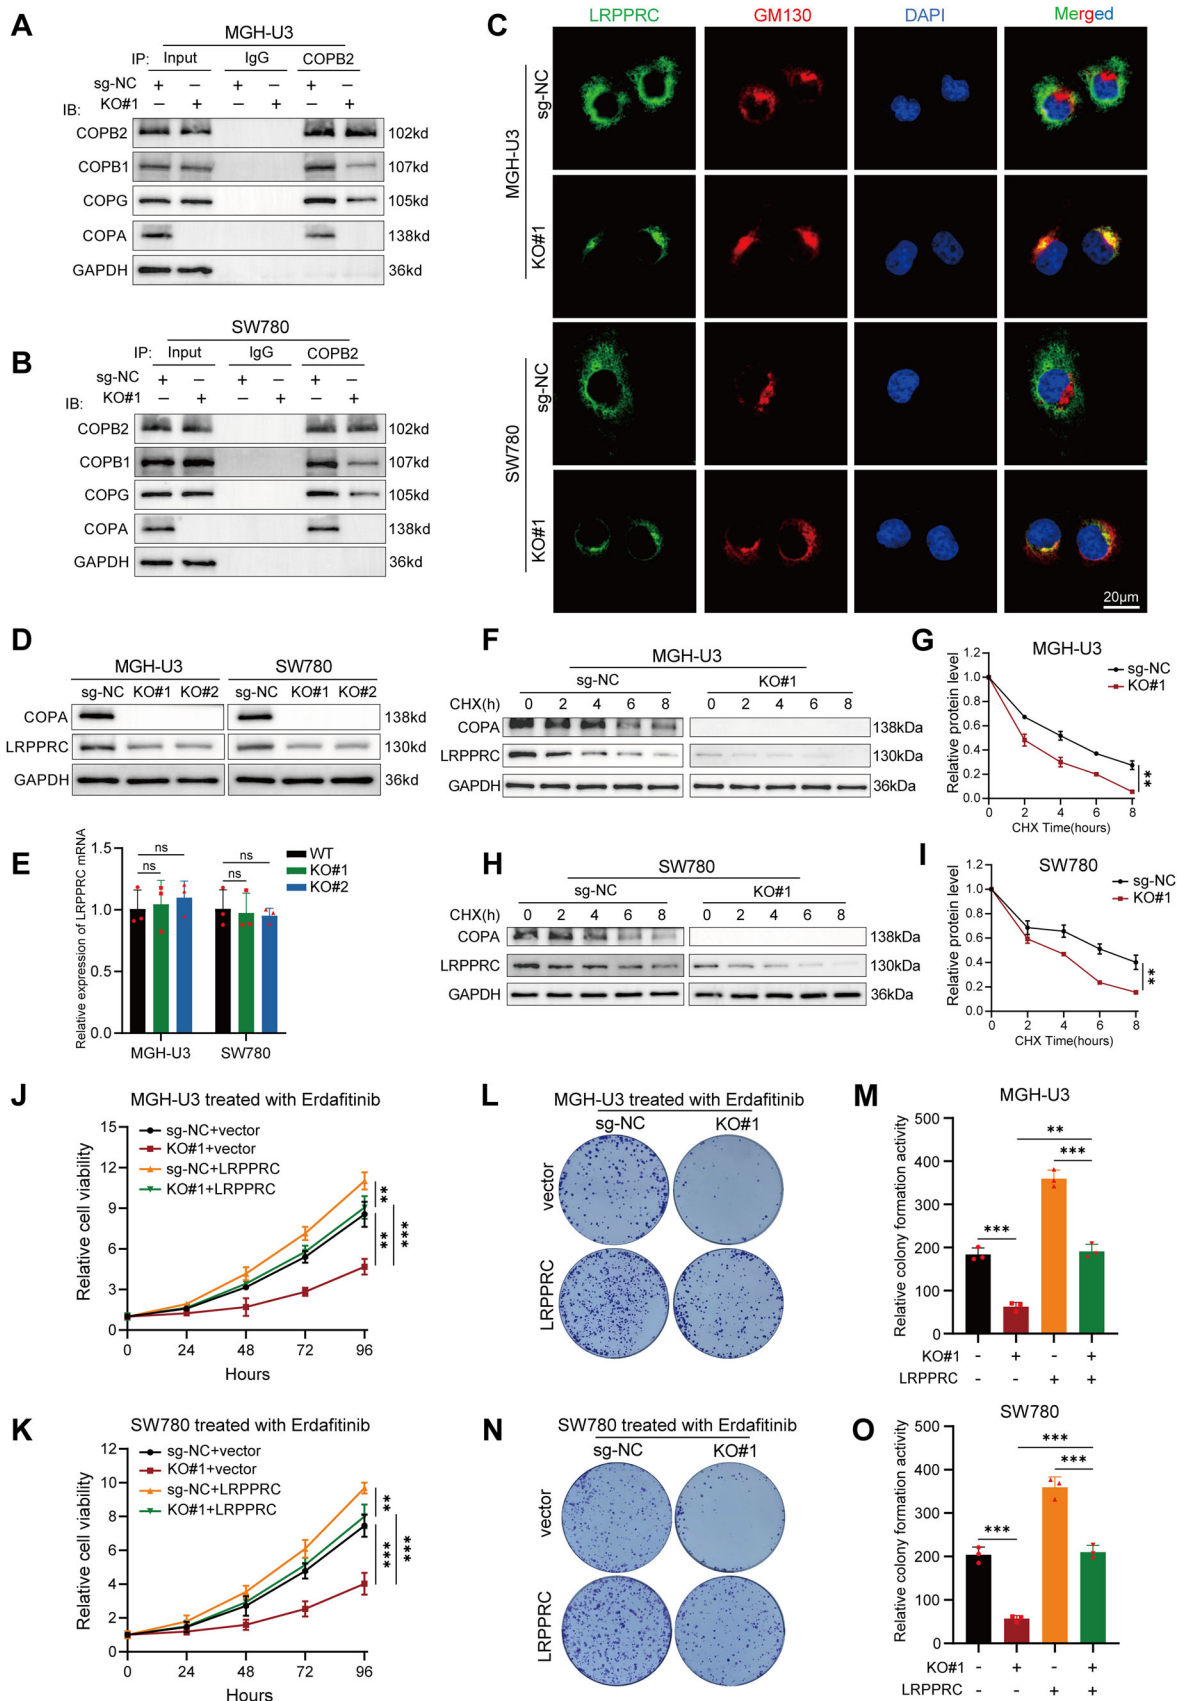 A
MGH-U3
IP: Input IgG COPB2
sg-NC + – + – + –
IB: KO#1 – + – + – +
COPB2 102kd
COPB1 107kd
COPG 105kd
COPA 138kd
GAPDH 36kd
B
SW780
IP: Input IgG COPB2
sg-NC + – + – + –
IB: KO#1 – + – + – +
COPB2 102kd
COPB1 107kd
COPG 105kd
COPA 138kd
GAPDH 36kd
C
LRPPRC GM130 DAPI Merged
MGH-U3
sg-NC
KO#1
SW780
sg-NC
KO#1
20μm
D
MGH-U3 SW780
sg-NC KO#1 KO#2 sg-NC KO#1 KO#2
COPA 138kd
LRPPRC 130kd
GAPDH 36kd
E
Relative expression of LRPPRC mRNA
1.5
1.0
0.5
0.0
ns
ns
ns
ns
WT
KO#1
KO#2
MGH-U3 SW780
F
MGH-U3
sg-NC KO#1
CHX(h) 0 2 4 6 8 0 2 4 6 8
COPA 138kDa
LRPPRC 130kDa
GAPDH 36kDa
G
MGH-U3
Relative protein level
1.2
1.0
0.8
0.6
0.4
0.2
0.0
sg-NC
KO#1
**
0 2 4 6 8
CHX Time(hours)
H
SW780
sg-NC KO#1
CHX(h) 0 2 4 6 8 0 2 4 6 8
COPA 138kDa
LRPPRC 130kDa
GAPDH 36kDa
I
SW780
Relative protein level
1.2
1.0
0.8
0.6
0.4
0.2
0
sg-NC
KO#1
**
0 2 4 6 8
CHX Time(hours)
J
MGH-U3 treated with Erdafitinib
Relative cell viability
15
12
9
6
3
0
sg-NC+vector
KO#1+vector
sg-NC+LRPPRC
KO#1+LRPPRC
**
**
***
0 24 48 72 96
Hours
K
SW780 treated with Erdafitinib
Relative cell viability
12
10
8
6
4
2
0
sg-NC+vector
KO#1+vector
sg-NC+LRPPRC
KO#1+LRPPRC
**
***
***
0 24 48 72 96
Hours
L
MGH-U3 treated with Erdafitinib
sg-NC KO#1
vector
LRPPRC
M
MGH-U3
Relative colony formation activity
500
400
300
200
100
0
**
***
***
KO#1 - + - +
LRPPRC - - + +
N
SW780 treated with Erdafitinib
sg-NC KO#1
vector
LRPPRC
O
SW780
Relative colony formation activity
500
400
300
200
100
0
***
***
***
KO#1 - + - +
LRPPRC - - + +